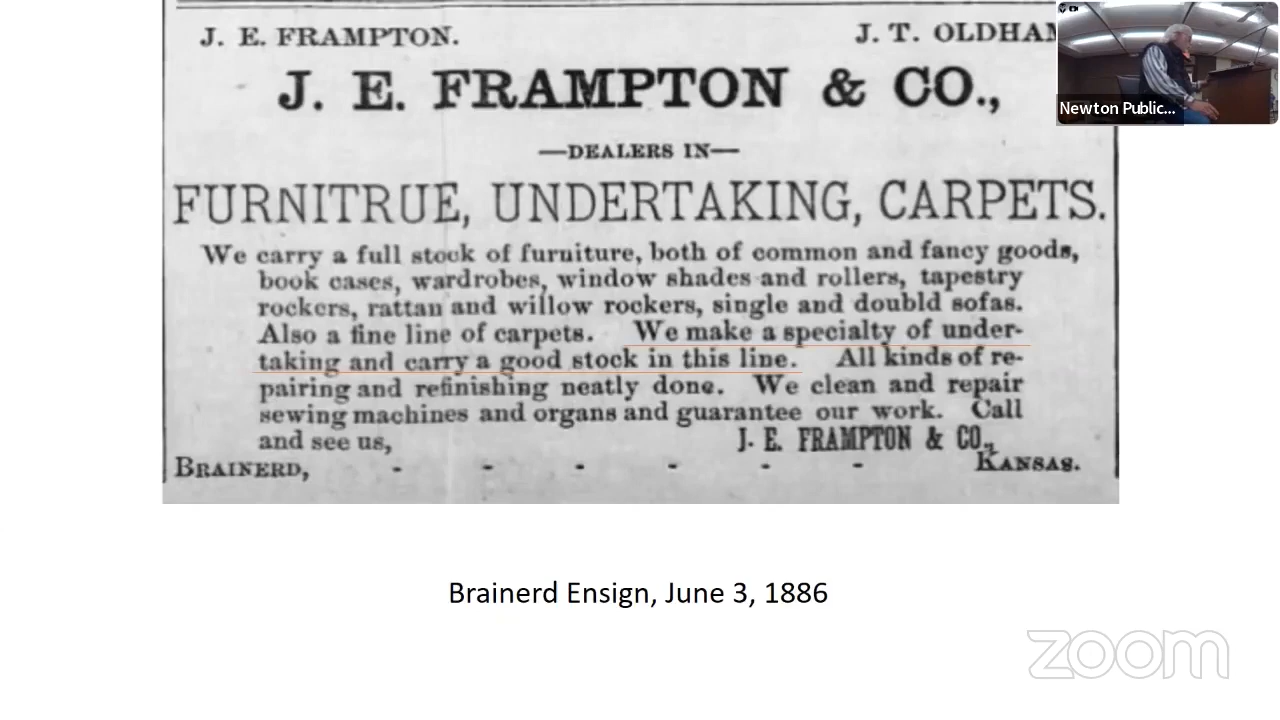 J. E. FRAMPTON. J. T. OLDHAM
J. E. FRAMPTON & CO.,
—DEALERS IN—
FURNITRUE, UNDERTAKING, CARPETS.
We carry a full stock of furniture, both of common and fancy goods,
book cases, wardrobes, window shades and rollers, tapestry
rockers, rattan and willow rockers, single and doubld sofas.
Also a fine line of carpets. We make a specialty of under-
taking and carry a good stock in this line. All kinds of re-
pairing and refinishing neatly done. We clean and repair
sewing machines and organs and guarantee our work. Call
and see us, J. E. FRAMPTON & CO.,
BRAINERD, - - - - - - KANSAS.
Newton Public...
Brainerd Ensign, June 3, 1886
zoom